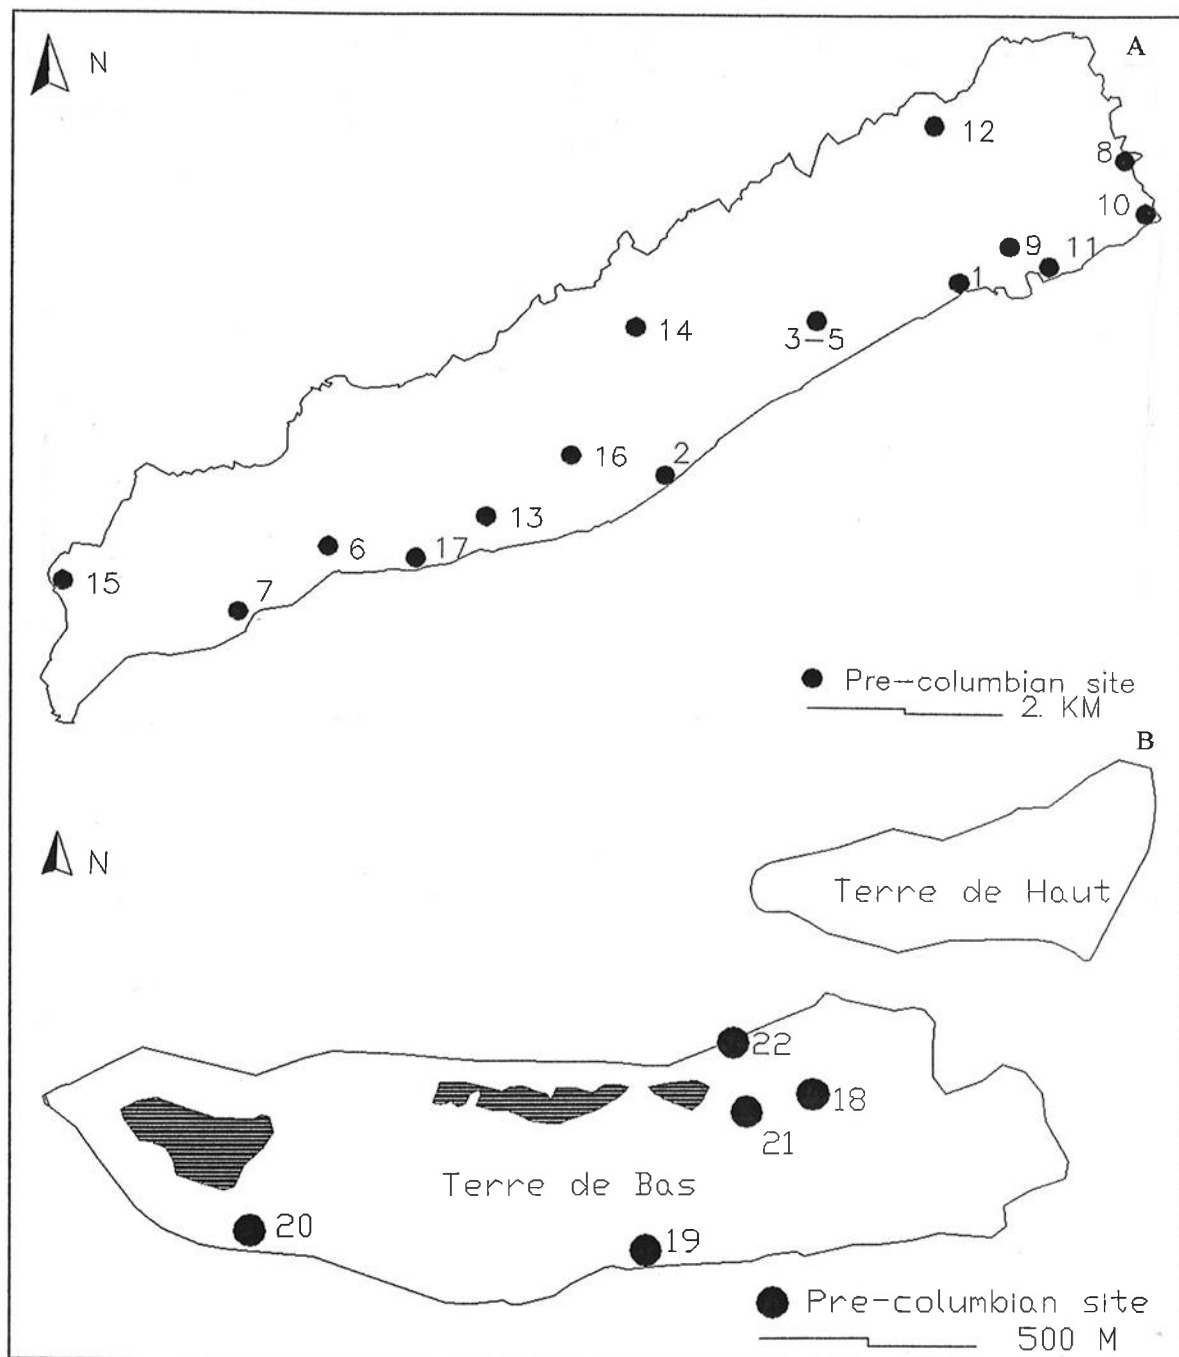 A
N
12
8
10
9
11
1
14
3-5
16
2
13
6
17
15
7
Pre-columbian site
2. KM
B
N
Terre de Haut
22
18
21
Terre de Bas
20
19
Pre-columbian site
500 M